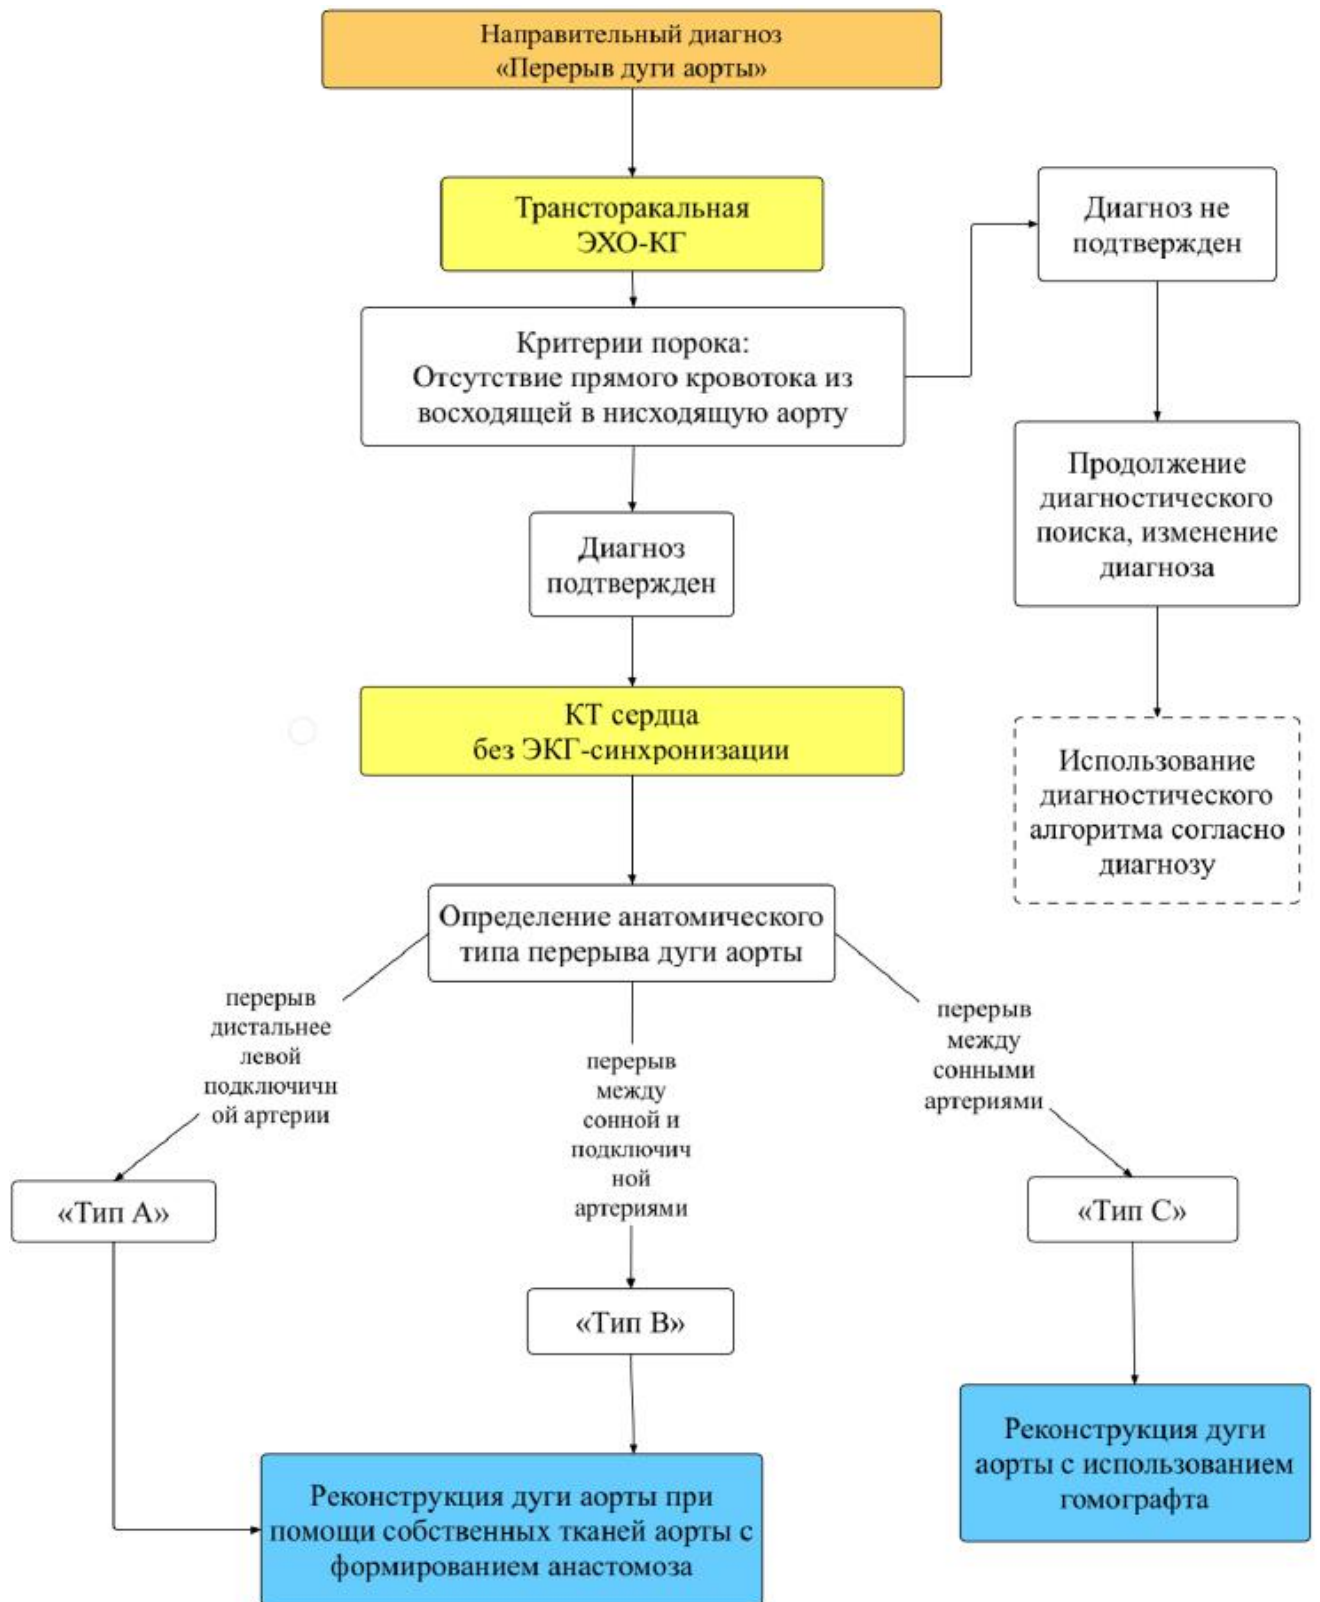 Направительный диагноз
«Перерыв дуги аорты»
Трансторакальная
ЭХО-КГ
Диагноз не
подтвержден
Критерии порока:
Отсутствие прямого кровотока из
восходящей в нисходящую аорту
Продолжение
диагностического
поиска, изменение
диагноза
Диагноз
подтвержден
КТ сердца
без ЭКГ-синхронизации
Использование
диагностического
алгоритма согласно
диагнозу
Определение анатомического
типа перерыва дуги аорты
перерыв
дистальнее
левой
подключичн
ой артерии
перерыв
между
сонной и
подключич
ной
артериями
перерыв
между
сонными
артериями
«Тип А»
«Тип В»
«Тип С»
Реконструкция дуги аорты при
помощи собственных тканей аорты с
формированием анастомоза
Реконструкция дуги
аорты с использованием
гомографта